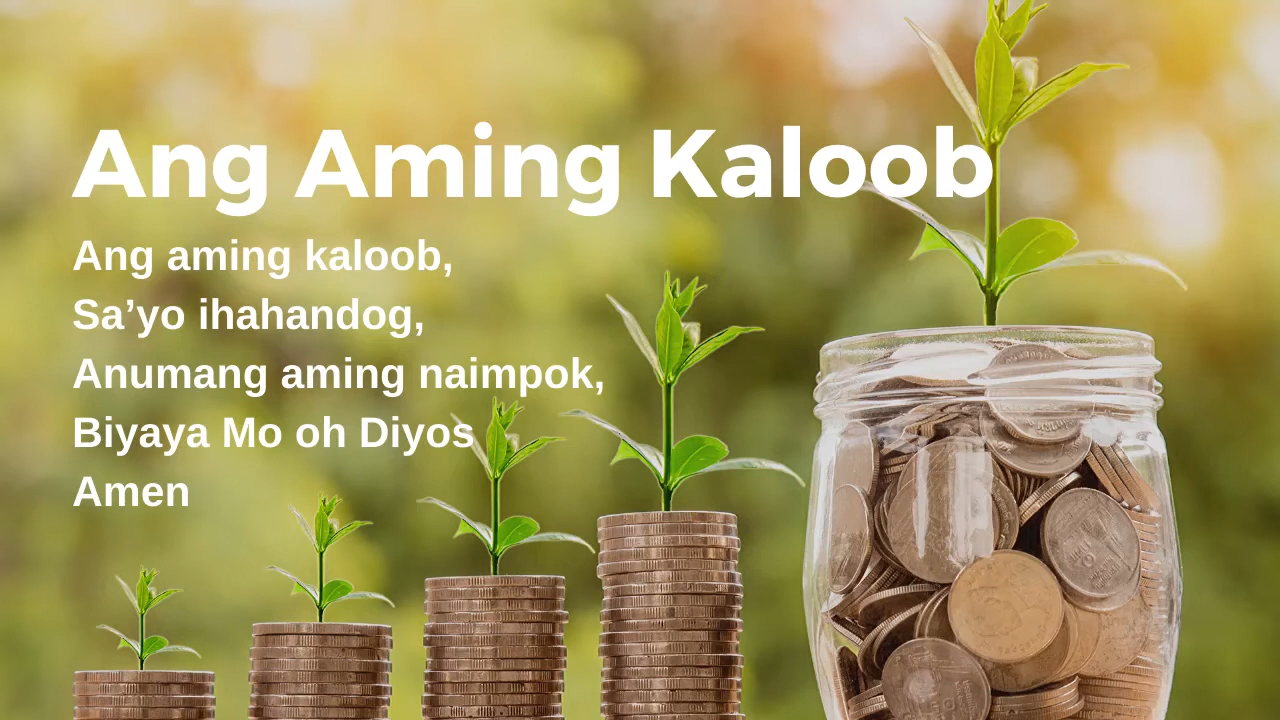 Ang Aming Kaloob
Ang aming kaloob,
Sa’yo ihahandog,
Anumang aming naimpok,
Biyaya Mo oh Diyos
Amen